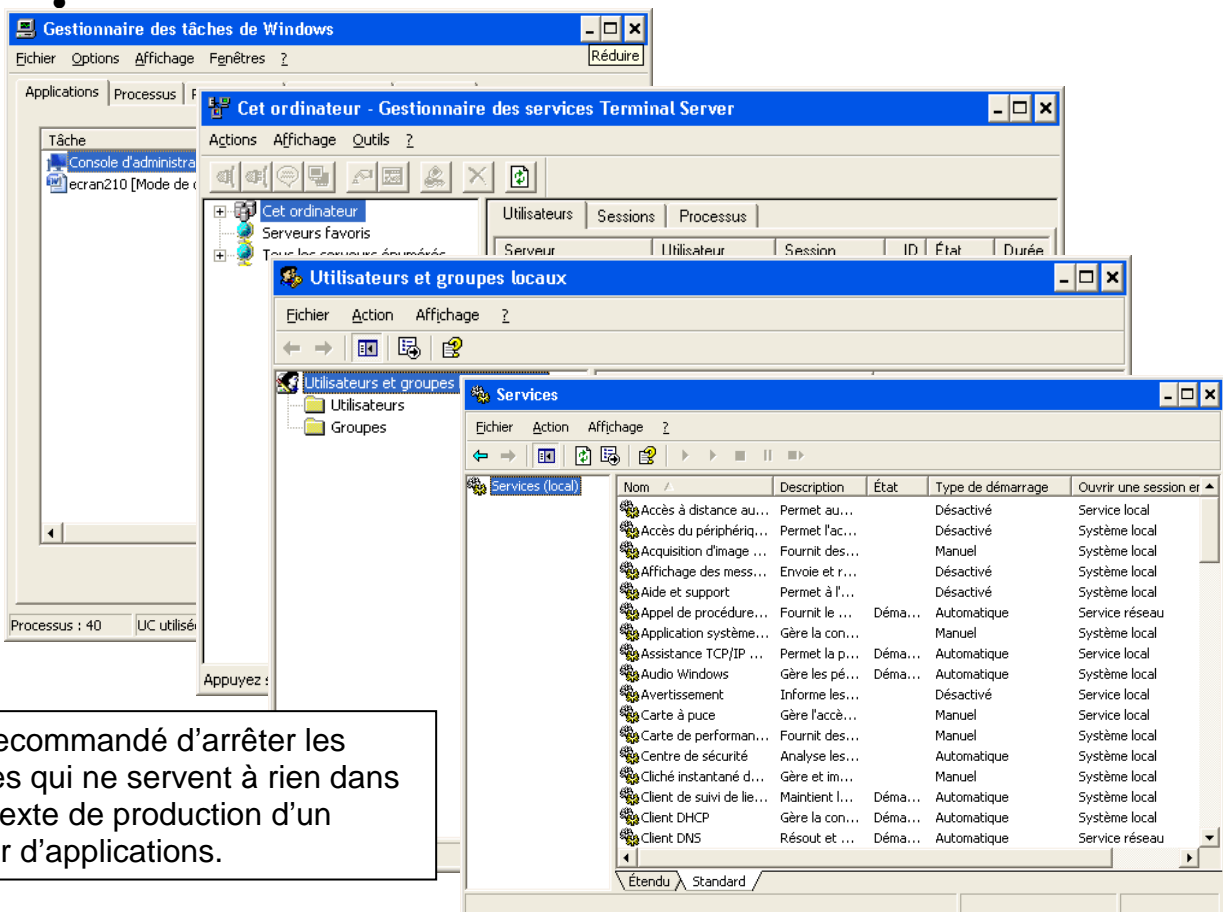 Gestionnaire des tâches de Windows
Fichier Options Affichage Fenêtres ?
Réduire
Applications Processus
Tâche
Console d'administra
ecran210 [Mode de
Processus : 40 UC utilisé
Cet ordinateur - Gestionnaire des services Terminal Server
Actions Affichage Outils ?
Cet ordinateur
Serveurs favoris
Tous les serveurs énumérés
Utilisateurs Sessions Processus
Serveur Utilisateur Session ID État Durée
Appuyez s
Utilisateurs et groupes locaux
Fichier Action Affichage ?
Utilisateurs et groupes
Utilisateurs
Groupes
Services
Fichier Action Affichage ?
Services (local)
Nom Description État Type de démarrage Ouvrir une session er
Accès à distance au... Permet au... Désactivé Service local
Accès du périphériq... Permet l'ac... Manuel Système local
Acquisition d'image ... Fournit des... Manuel Système local
Affichage des mess... Envoie et r... Désactivé Système local
Aide et support Permet à l'... Désactivé Système local
Appel de procédure... Fournit le ... Déma... Automatique Service réseau
Application système... Gère la con... Manuel Système local
Assistance TCP/IP ... Permet la p... Déma... Automatique Service local
Audio Windows Gère les pé... Déma... Automatique Système local
Avertissement Informe les... Désactivé Service local
Carte à puce Gère l'accè... Manuel Service local
Carte de performan... Fournit des... Manuel Système local
Centre de sécurité Analyse les... Automatique Système local
Cliché instantané d... Gère et im... Manuel Système local
Client de suivi de lie... Maintient l... Déma... Automatique Système local
Client DHCP Gère la con... Déma... Automatique Système local
Client DNS Résout et ... Déma... Automatique Service réseau
Étendu Standard
ecommandé d'arrêter les
es qui ne servent à rien dans
exte de production d'un
r d'applications.